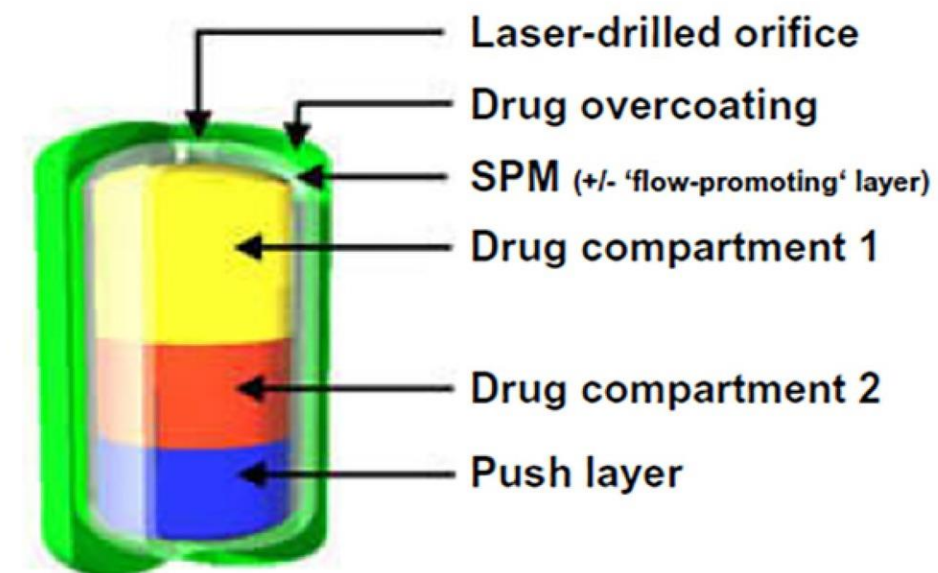 Laser-drilled orifice
Drug overcoating
SPM (+/- ‘flow-promoting‘ layer)
Drug compartment 1
Drug compartment 2
Push layer